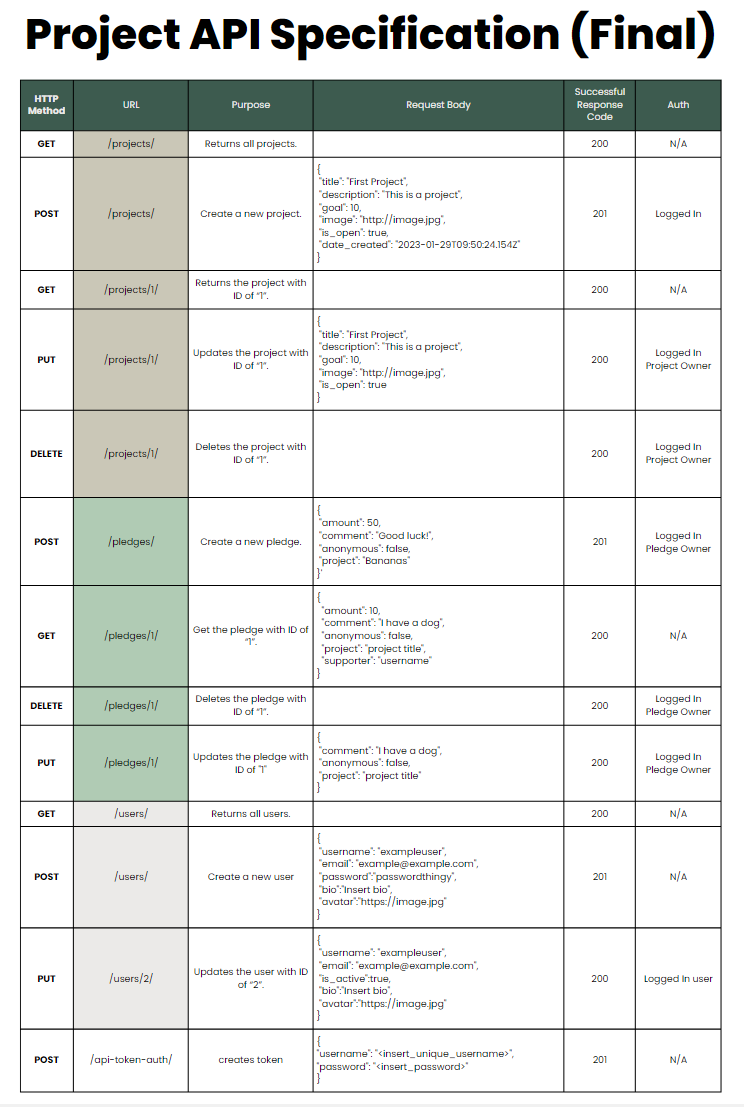 Project API Specification (Final)
HTTP Method URL Purpose Request Body Successful Response Code Auth
GET /projects/ Returns all projects. 200 N/A
POST /projects/ Create a new project. 201 Logged In
{
"title": "First Project",
"description": "This is a project",
"goal": 10,
"image": "http://image.jpg",
"is_open": true,
"date_created": "2023-01-29T09:50:24.154Z"
}
GET /projects/1/ Returns the project with ID of “1”. 200 N/A
PUT /projects/1/ Updates the project with ID of “1”. 200 Logged In Project Owner
{
"title": "First Project",
"description": "This is a project",
"goal": 10,
"image": "http://image.jpg",
"is_open": true
}
DELETE /projects/1/ Deletes the project with ID of “1”. 200 Logged In Project Owner
POST /pledges/ Create a new pledge. 201 Logged In Pledge Owner
{
"amount": 50,
"comment": "Good luck!",
"anonymous": false,
"project": "Bananas"
}'
GET /pledges/1/ Get the pledge with ID of “1”. 200 N/A
{
"amount": 10,
"comment": "I have a dog",
"anonymous": false,
"project": "project title",
"supporter": "username"
}
DELETE /pledges/1/ Deletes the pledge with ID of “1”. 200 Logged In Pledge Owner
PUT /pledges/1/ Updates the pledge with ID of "1" 200 Logged In Pledge Owner
{
"comment": "I have a dog",
"anonymous": false,
"project": "project title"
}
GET /users/ Returns all users. 200 N/A
POST /users/ Create a new user 201 N/A
{
"username": "exampleuser",
"email": "example@example.com",
"password":"passwordthingy",
"bio":"Insert bio",
"avatar":"https://image.jpg"
}
PUT /users/2/ Updates the user with ID of “2”. 200 Logged In user
{
"username": "exampleuser",
"email": "example@example.com",
"is_active":true,
"bio":"Insert bio",
"avatar":"https://image.jpg"
}
POST /api-token-auth/ creates token 201 N/A
{
"username": "<insert_unique_username>",
"password": "<insert_password>"
}